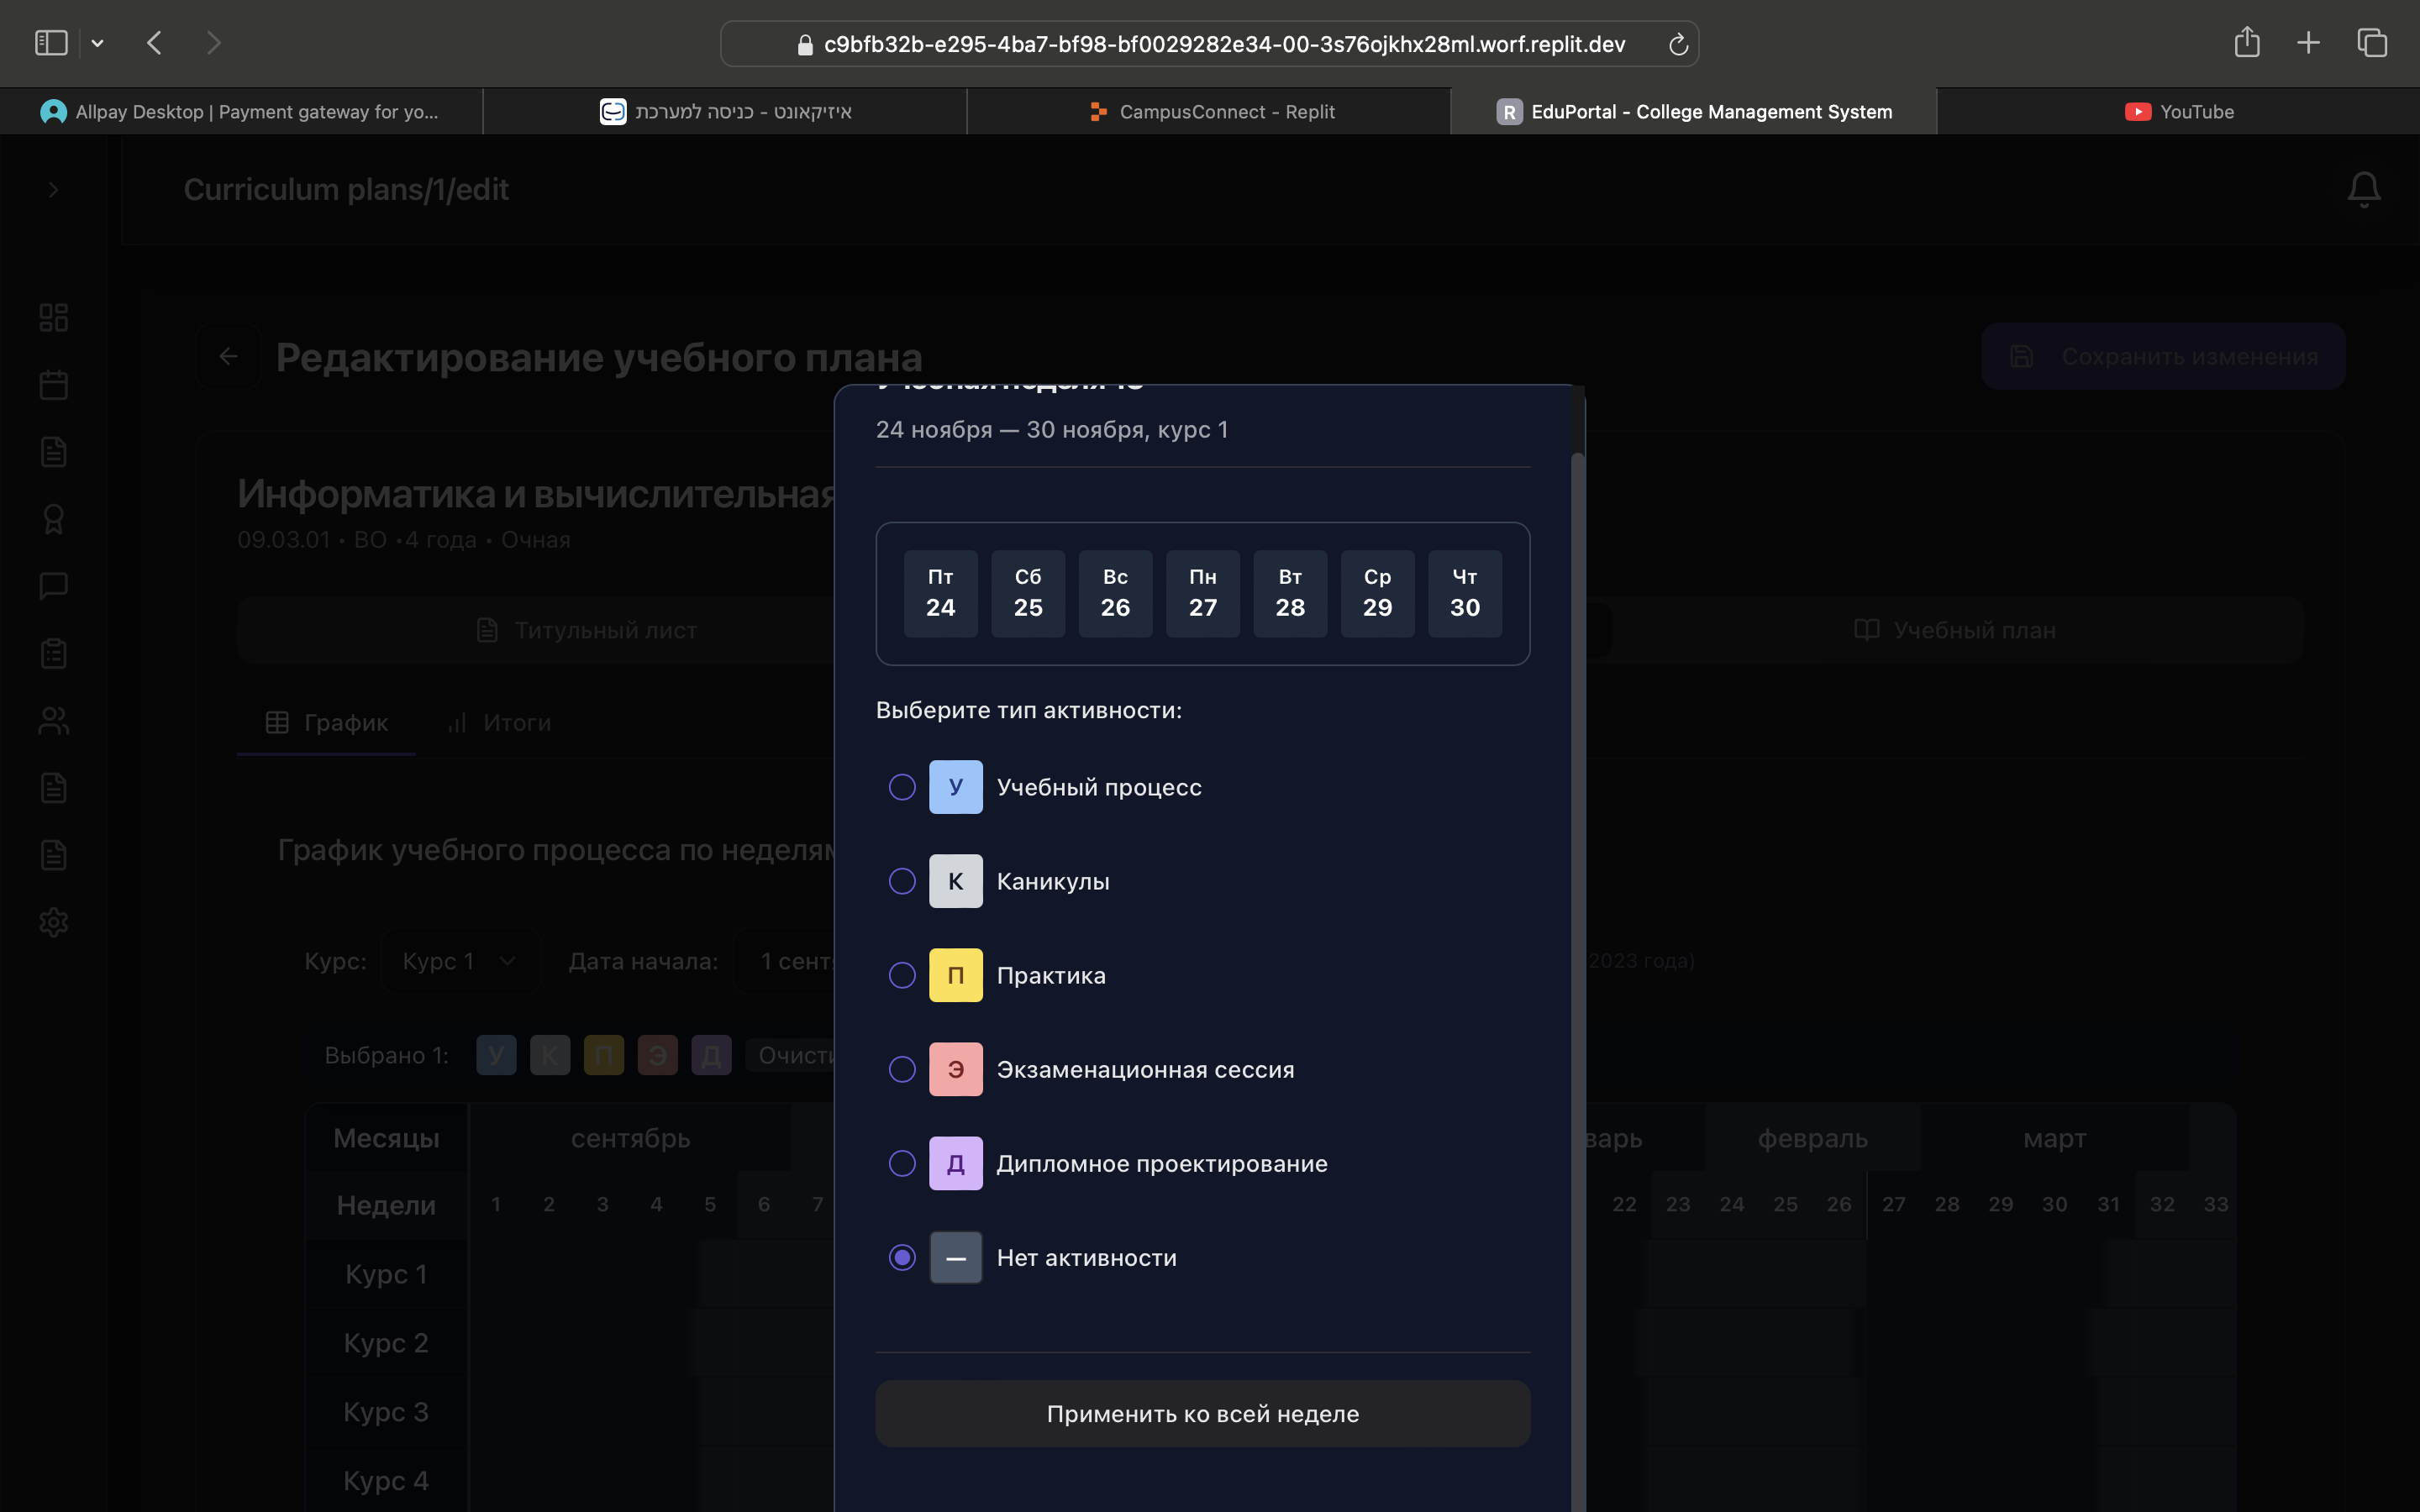 c9bfb32b-e295-4ba7-bf98-bf0029282e34-00-3s76ojkhx28ml.worf.replit.dev
Allpay Desktop | Payment gateway for yo...
איזיקאונט - כניסה למערכת
CampusConnect - Replit
R EduPortal - College Management System
YouTube
Curriculum plans/1/edit
Редактирование учебного плана
Сохранить изменения
24 ноября — 30 ноября, курс 1
Информатика и вычислительная
09.03.01 • ВО •4 года • Очная
Пт Сб Вс Пн Вт Ср Чт
24 25 26 27 28 29 30
Титульный лист
Учебный план
График
Итоги
Выберите тип активности:
У Учебный процесс
График учебного процесса по неделям
К Каникулы
Курс: Курс 1 Дата начала: 1 сент
2023 года)
П Практика
Выбрано 1: У К П Э Д Очисти
Э Экзаменационная сессия
Месяцы сентябрь
варь февраль март
Д Дипломное проектирование
Недели 1 2 3 4 5 6 7
22 23 24 25 26 27 28 29 30 31 32 33
— Нет активности
Курс 1
Курс 2
Курс 3
Применить ко всей неделе
Курс 4